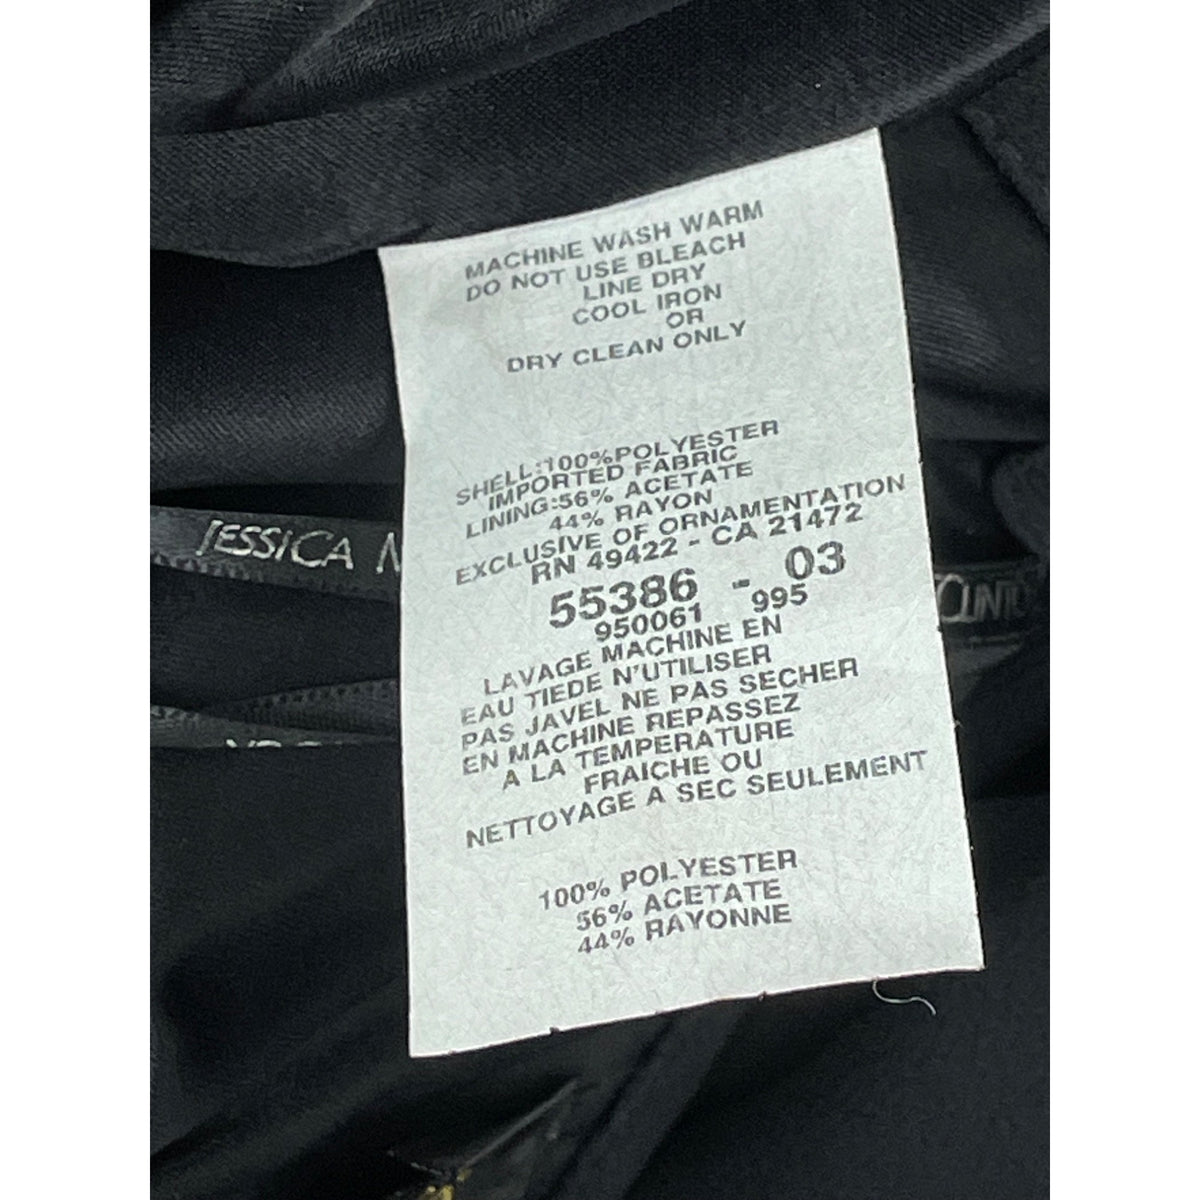 MACHINE WASH WARM
DO NOT USE BLEACH
LINE DRY
COOL IRON
OR
DRY CLEAN ONLY
SHELL:100%POLYESTER
IMPORTED FABRIC
LINING:56% ACETATE
44% RAYON
EXCLUSIVE OF ORNAMENTATION
RN 49422 - CA 21472
55386 - 03
950061 995
LAVAGE MACHINE EN
EAU TIEDE N'UTILISER
PAS JAVEL NE PAS SECHER
EN MACHINE REPASSEZ
A LA TEMPERATURE
FRAICHE OU
NETTOYAGE A SEC SEULEMENT
100% POLYESTER
56% ACETATE
44% RAYONNE
JESSICA